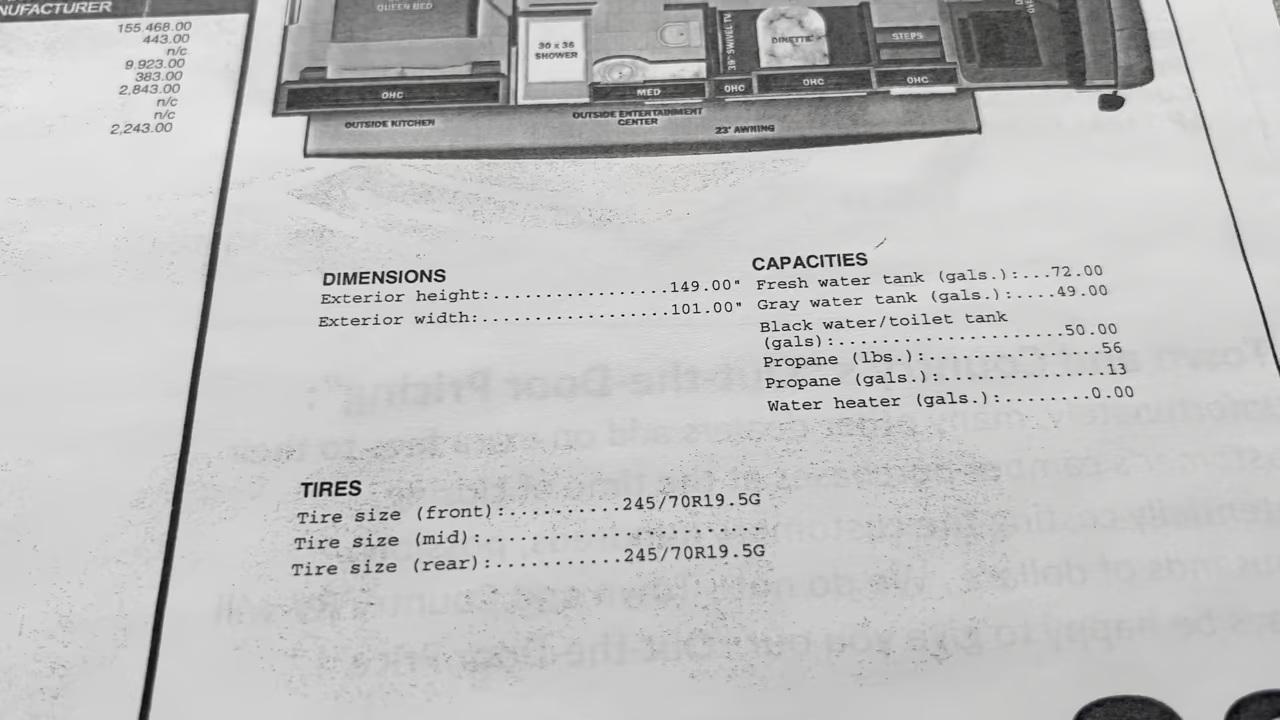 NUFACTURER
155,468.00
443.00
n/c
9,923.00
383.00
2,843.00
n/c
n/c
2,243.00
QUEEN BED
30 x 36
SHOWER
39" SWIVEL TV
DINETTE
STEPS
OHC
MED
OHC
OHC
OHC
OUTSIDE KITCHEN
OUTSIDE ENTERTAINMENT
CENTER
23' AWNING
DIMENSIONS
Exterior height:.................149.00"
Exterior width:..................101.00"
CAPACITIES
Fresh water tank (gals.):...72.00
Gray water tank (gals.):....49.00
Black water/toilet tank
(gals):......................50.00
Propane (lbs.):.................56
Propane (gals.):................13
Water heater (gals.):........0.00
TIRES
Tire size (front):..........245/70R19.5G
Tire size (mid):...........................
Tire size (rear):...........245/70R19.5G